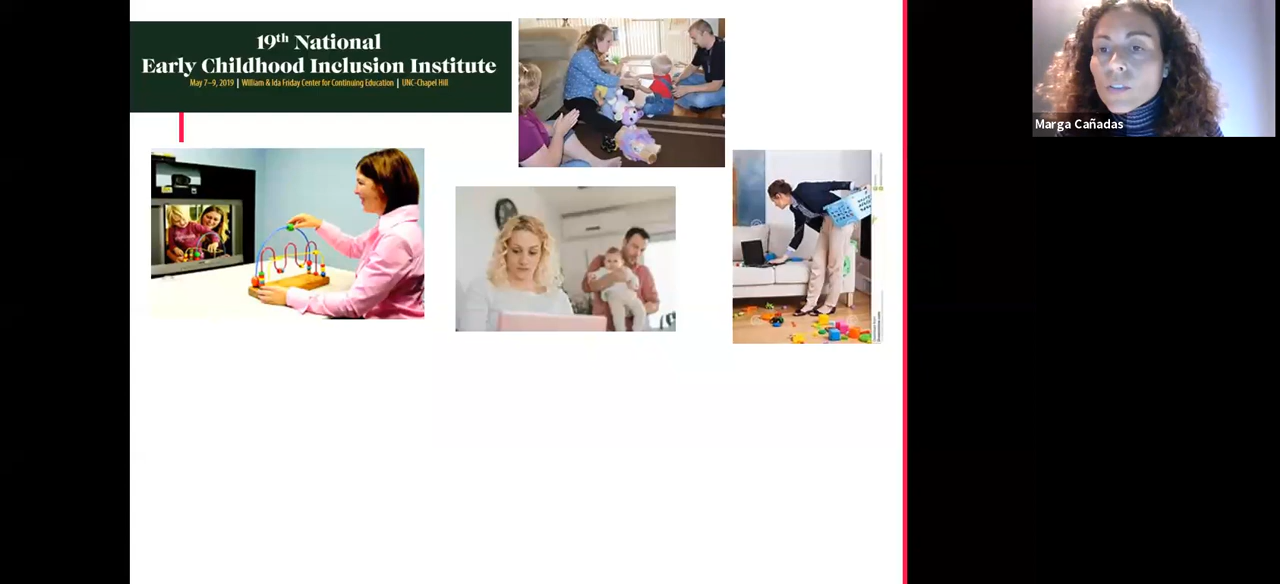 19th National
Early Childhood Inclusion Institute
May 7–9, 2019 | William & Ida Friday Center for Continuing Education | UNC-Chapel Hill
Marga Cañadas